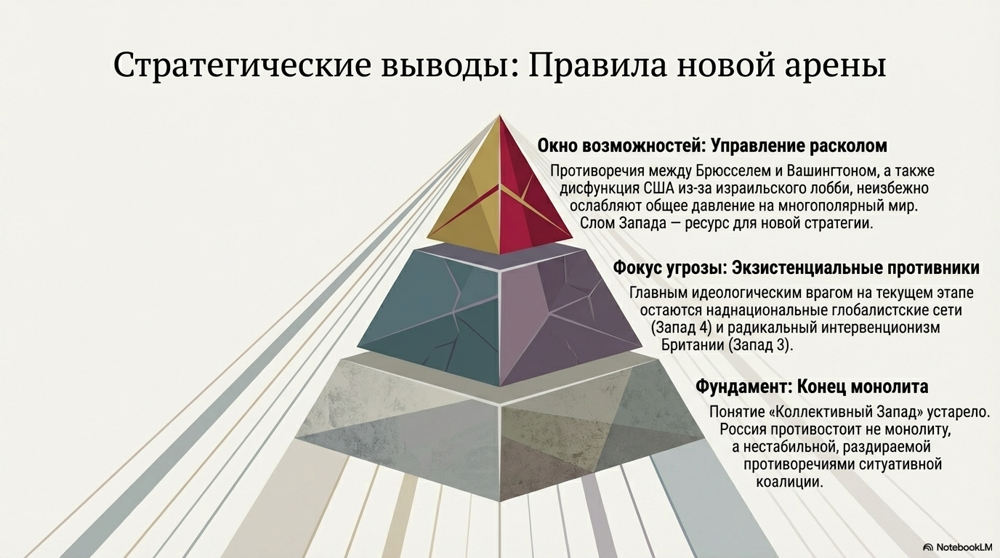 Стратегические выводы: Правила новой арены
Окно возможностей: Управление расколом
Противоречия между Брюсселем и Вашингтоном, а также
дисфункция США из-за израильского лобби, неизбежно
ослабляют общее давление на многополярный мир.
Слом Запада — ресурс для новой стратегии.
Фокус угрозы: Экзистенциальные противники
Главным идеологическим врагом на текущем этапе
остаются наднациональные глобалистские сети
(Запад 4) и радикальный интервенционизм
Британии (Запад 3).
Фундамент: Конец монолита
Понятие «Коллективный Запад» устарело.
Россия противостоит не монолиту,
а нестабильной, раздираемой
противоречиями ситуативной
коалиции.
NotebookLM